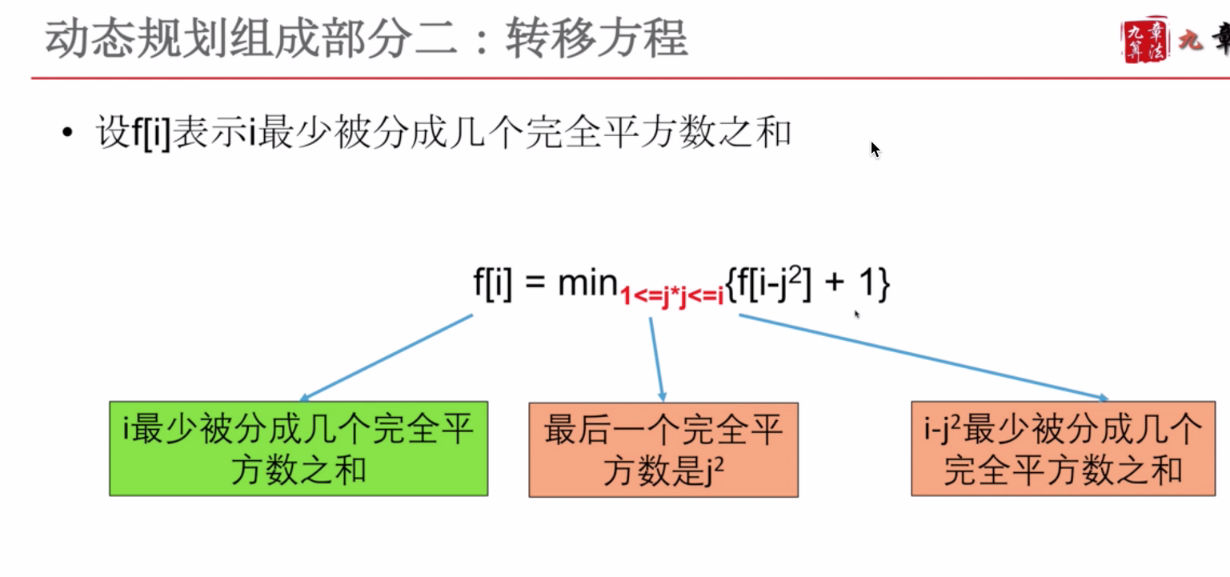 动态规划组成部分二：转移方程
九章
算法
九章
• 设f[i]表示i最少被分成几个完全平方数之和
f[i] = min1<=j*j<=i{f[i-j²] + 1}
i最少被分成几个完全平
方数之和
最后一个完全平
方数是j²
i-j²最少被分成几个
完全平方数之和